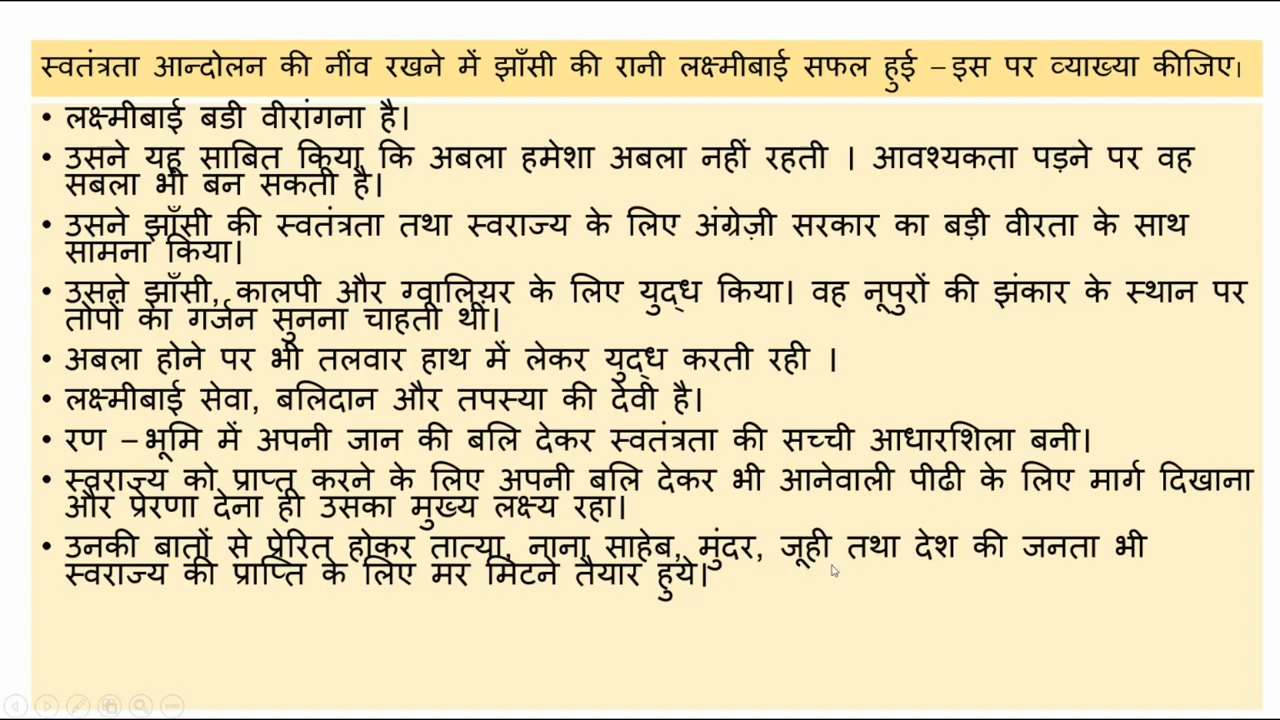 स्वतंत्रता आन्दोलन की नींव रखने में झाँसी की रानी लक्ष्मीबाई सफल हुई – इस पर व्याख्या कीजिए।
• लक्ष्मीबाई बडी वीरांगना है।
• उसने यह साबित किया कि अबला हमेशा अबला नहीं रहती । आवश्यकता पड़ने पर वह
सबला भी बन सकती है।
• उसने झाँसी की स्वतंत्रता तथा स्वराज्य के लिए अंग्रेज़ी सरकार का बड़ी वीरता के साथ
सामना किया।
• उसने झाँसी, कालपी और ग्वालियर के लिए युद्ध किया। वह नूपुरों की झंकार के स्थान पर
तोपों का गर्जन सुनना चाहती थी।
• अबला होने पर भी तलवार हाथ में लेकर युद्ध करती रही ।
• लक्ष्मीबाई सेवा, बलिदान और तपस्या की देवी है।
• रण – भूमि में अपनी जान की बलि देकर स्वतंत्रता की सच्ची आधारशिला बनी।
• स्वराज्य को प्राप्त करने के लिए अपनी बलि देकर भी आनेवाली पीढी के लिए मार्ग दिखाना
और प्रेरणा देना ही उसका मुख्य लक्ष्य रहा।
• उनकी बातों से प्रेरित होकर तात्या, नाना साहेब, मुंदर, जूही तथा देश की जनता भी
स्वराज्य की प्राप्ति के लिए मर मिटने तैयार हुये।